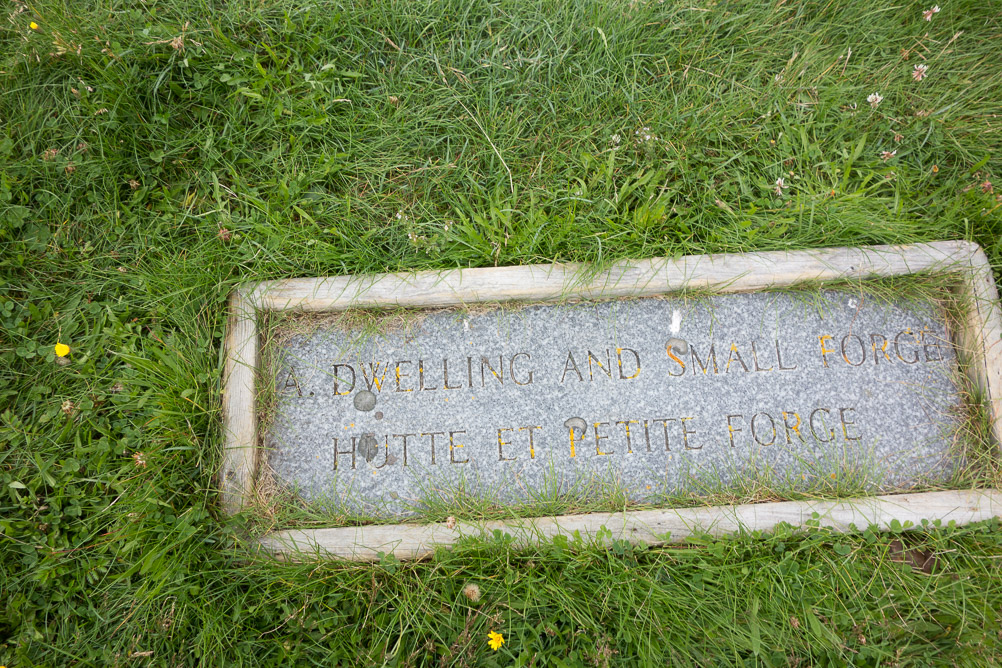 A. DWELLING AND SMALL FORGE
HUTTE ET PETITE FORGE